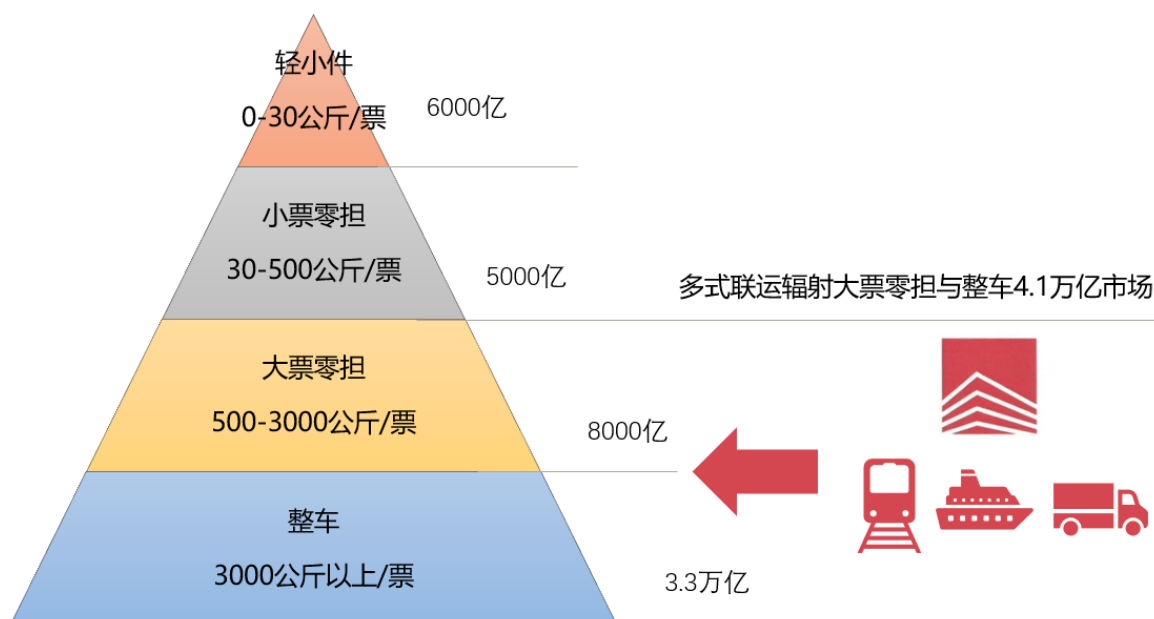 轻小件
0-30公斤/票
6000亿
小票零担
30-500公斤/票
5000亿
多式联运辐射大票零担与整车4.1万亿市场
大票零担
500-3000公斤/票
8000亿
整车
3000公斤以上/票
3.3万亿